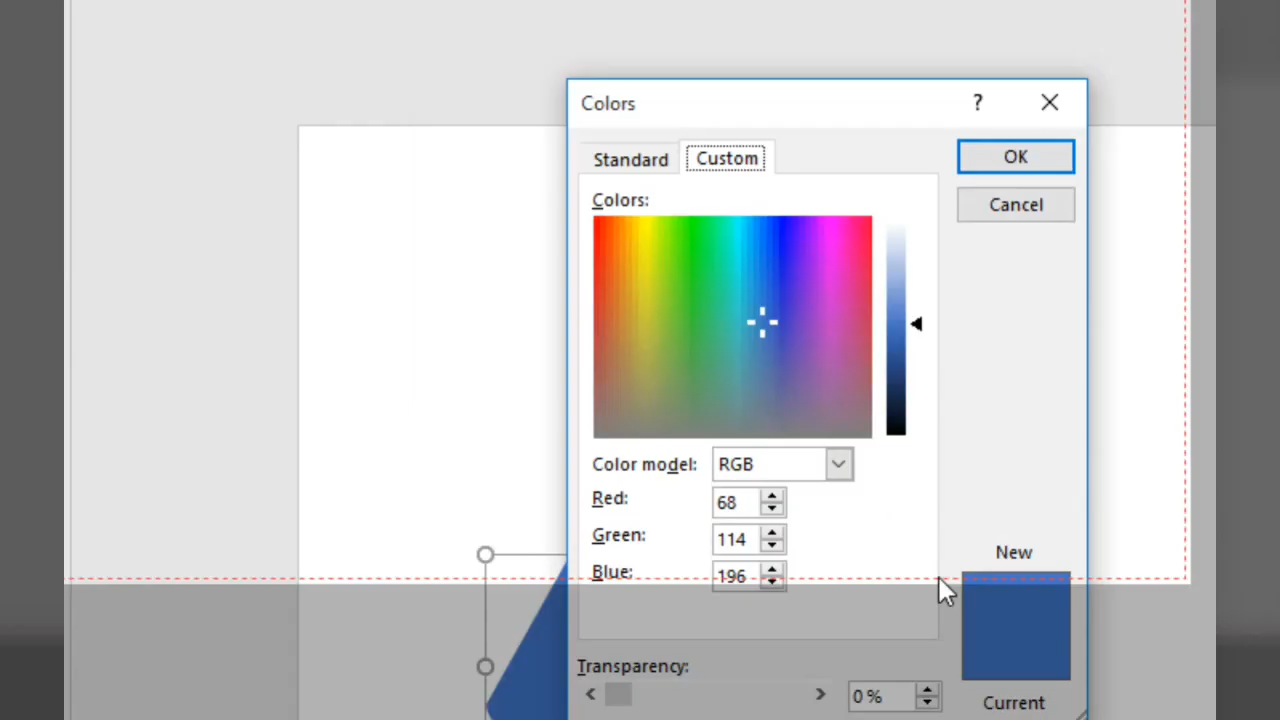 Colors
?
Standard
Custom
OK
Cancel
Colors:
Color model:
RGB
Red:
68
Green:
114
Blue:
196
New
Transparency:
0 %
Current